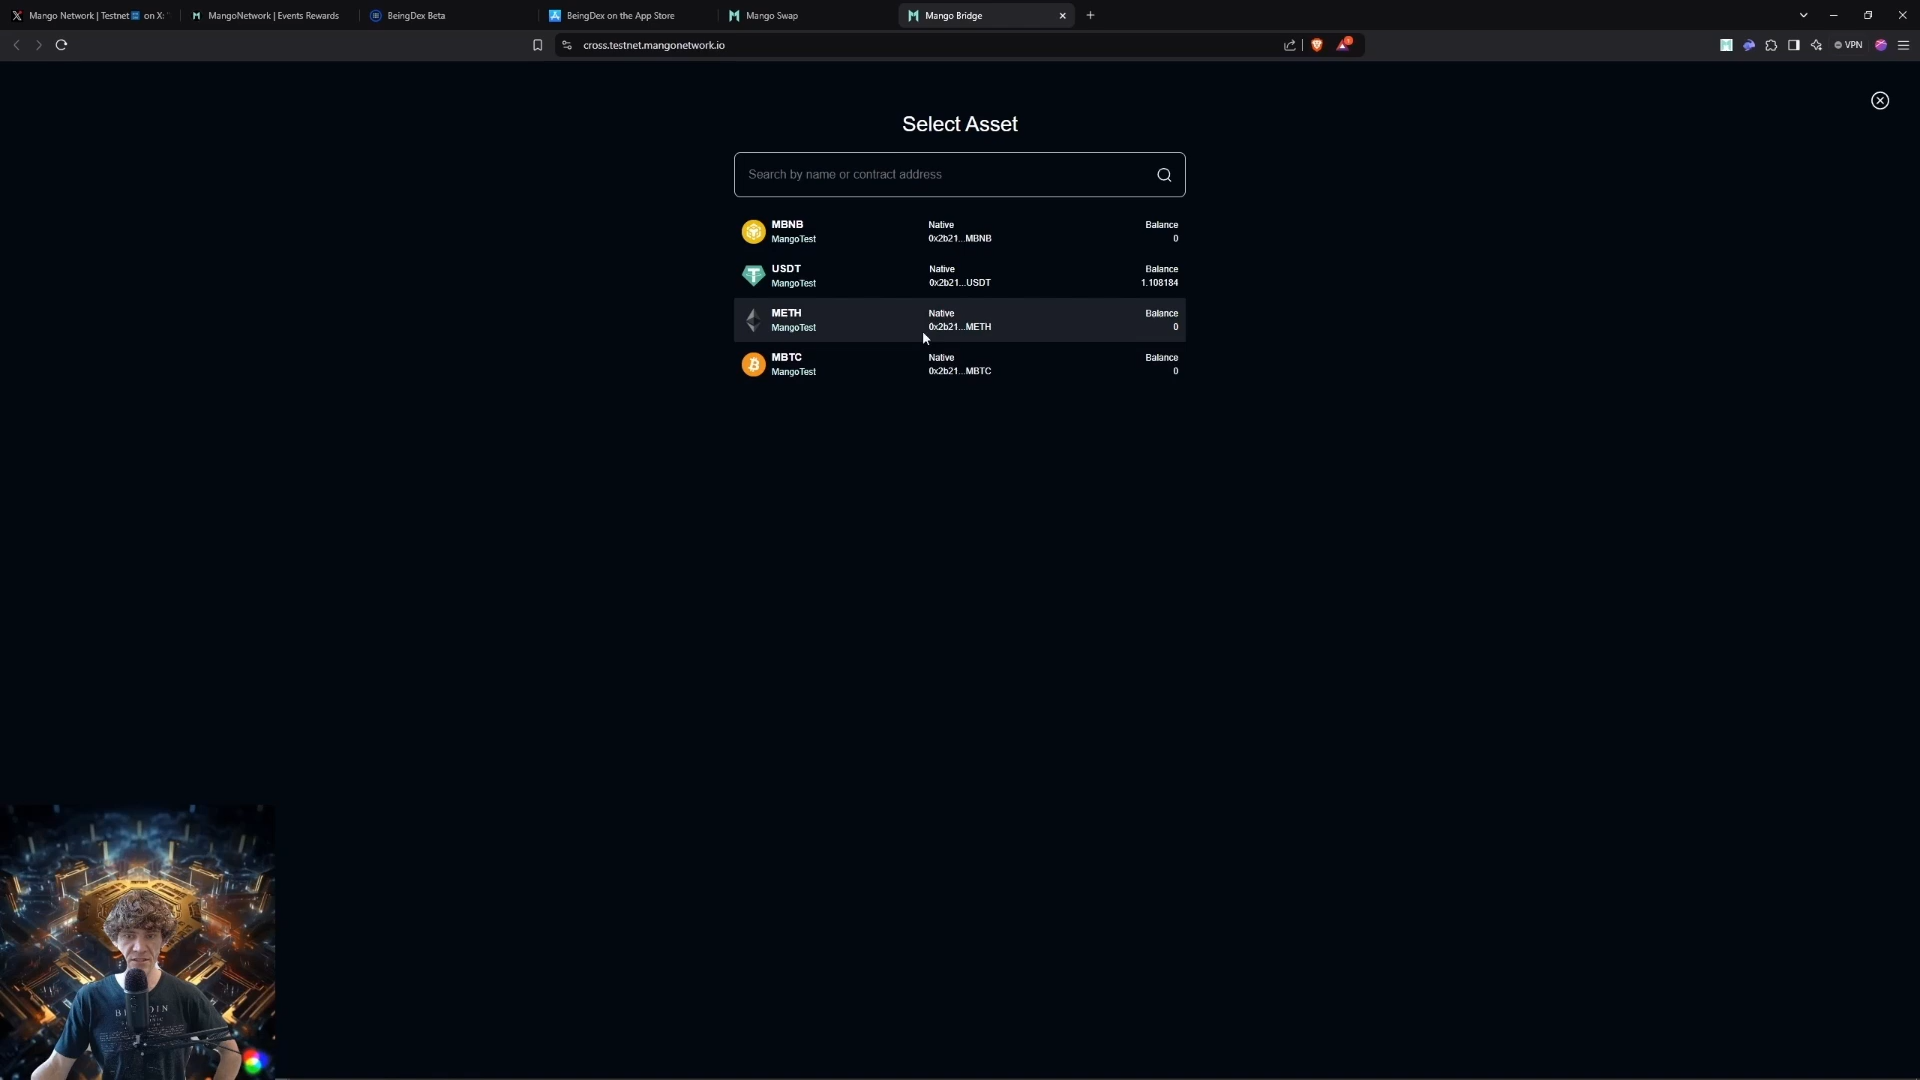 Mango Network | Testnet on X:
MangoNetwork | Events Rewards
BeingDex Beta
BeingDex on the App Store
Mango Swap
Mango Bridge
cross.testnet.mangonetwork.io
VPN
Select Asset
Search by name or contract address
MBNB Native Balance
MangoTest 0x2b21...MBNB 0
USDT Native Balance
MangoTest 0x2b21...USDT 1.108184
METH Native Balance
MangoTest 0x2b21...METH 0
MBTC Native Balance
MangoTest 0x2b21...MBTC 0